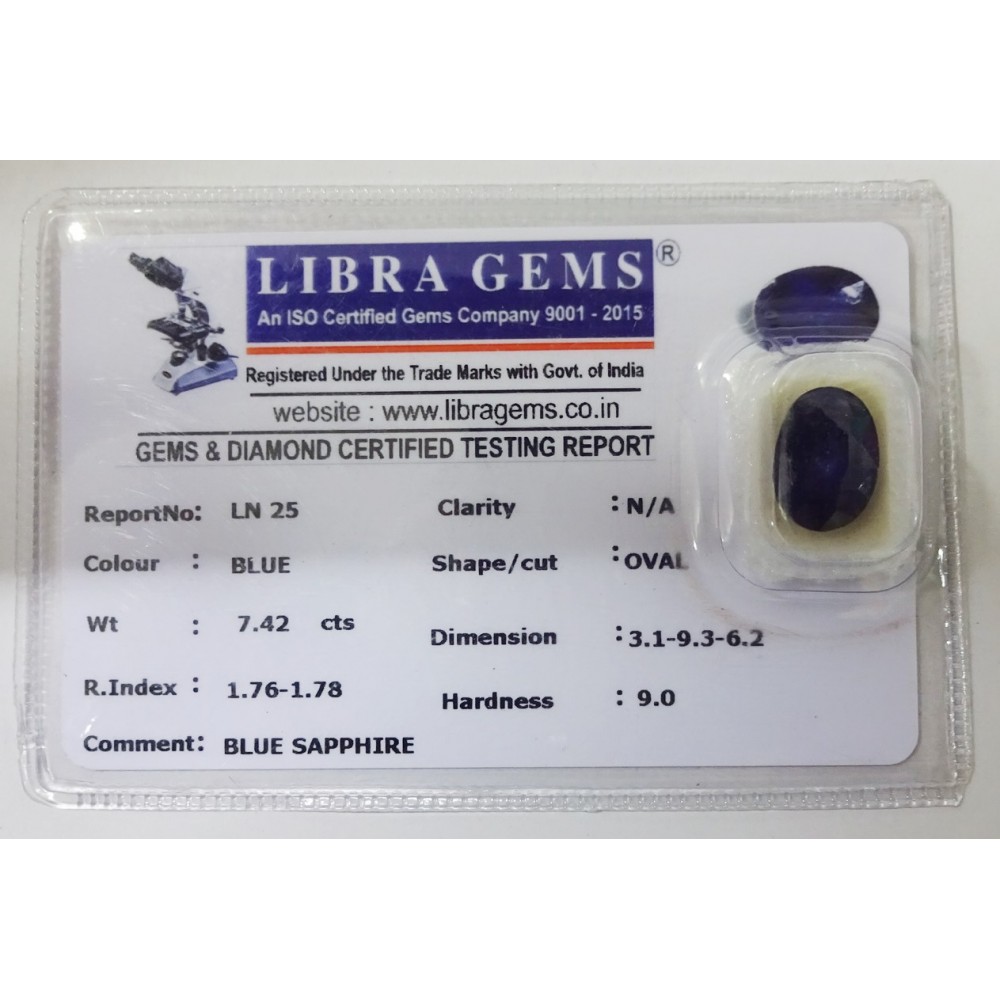 LIBRA GEMS ®
An ISO Certified Gems Company 9001 - 2015
Registered Under the Trade Marks with Govt. of India
website : www.libragems.co.in
GEMS & DIAMOND CERTIFIED TESTING REPORT
ReportNo: LN 25 Clarity : N/A
Colour : BLUE Shape/cut : OVAL
Wt : 7.42 cts Dimension : 3.1-9.3-6.2
R.Index : 1.76-1.78 Hardness : 9.0
Comment: BLUE SAPPHIRE